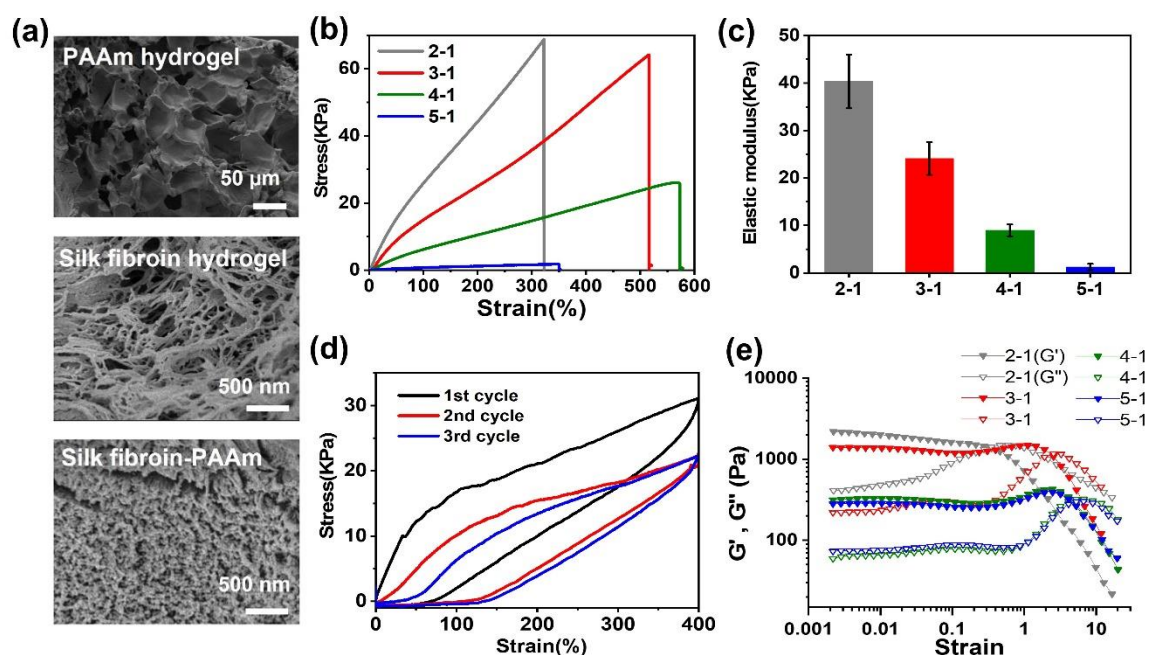 (a)
PAAm hydrogel
50 µm
Silk fibroin hydrogel
500 nm
Silk fibroin-PAAm
500 nm
(b)
2-1
3-1
4-1
5-1
60
40
20
0
Stress(KPa)
0 100 200 300 400 500 600
Strain(%)
(c)
50
40
30
20
10
0
Elastic modulus(KPa)
2-1 3-1 4-1 5-1
(d)
1st cycle
2nd cycle
3rd cycle
30
20
10
0
Stress(KPa)
0 100 200 300 400
Strain(%)
(e)
2-1(G')
2-1(G'')
3-1
3-1
4-1
4-1
5-1
5-1
10000
1000
100
G' , G'' (Pa)
0.001 0.01 0.1 1 10
Strain